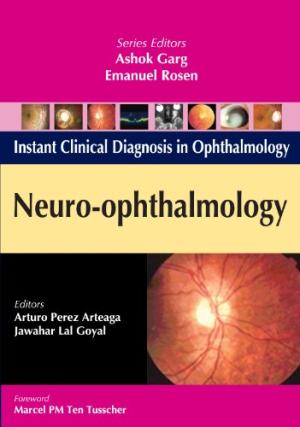 Series Editors
Ashok Garg
Emanuel Rosen
Instant Clinical Diagnosis in Ophthalmology
Neuro-ophthalmology
Editors
Arturo Perez Arteaga
Jawahar Lal Goyal
Foreword
Marcel PM Ten Tusscher